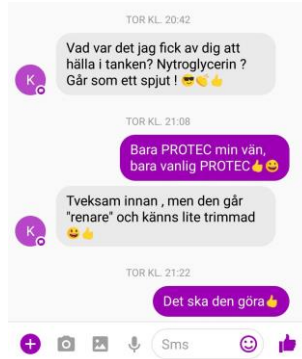 TOR KL. 20:42
Vad var det jag fick av dig att
hälla i tanken? Nytroglycerin ?
Går som ett spjut ! 😎👏👍
K
TOR KL. 21:08
Bara PROTEC min vän,
bara vanlig PROTEC👍😄
Tveksam innan , men den går
"renare" och känns lite trimmad
😀👍
K
TOR KL. 21:22
Det ska den göra👍
Sms